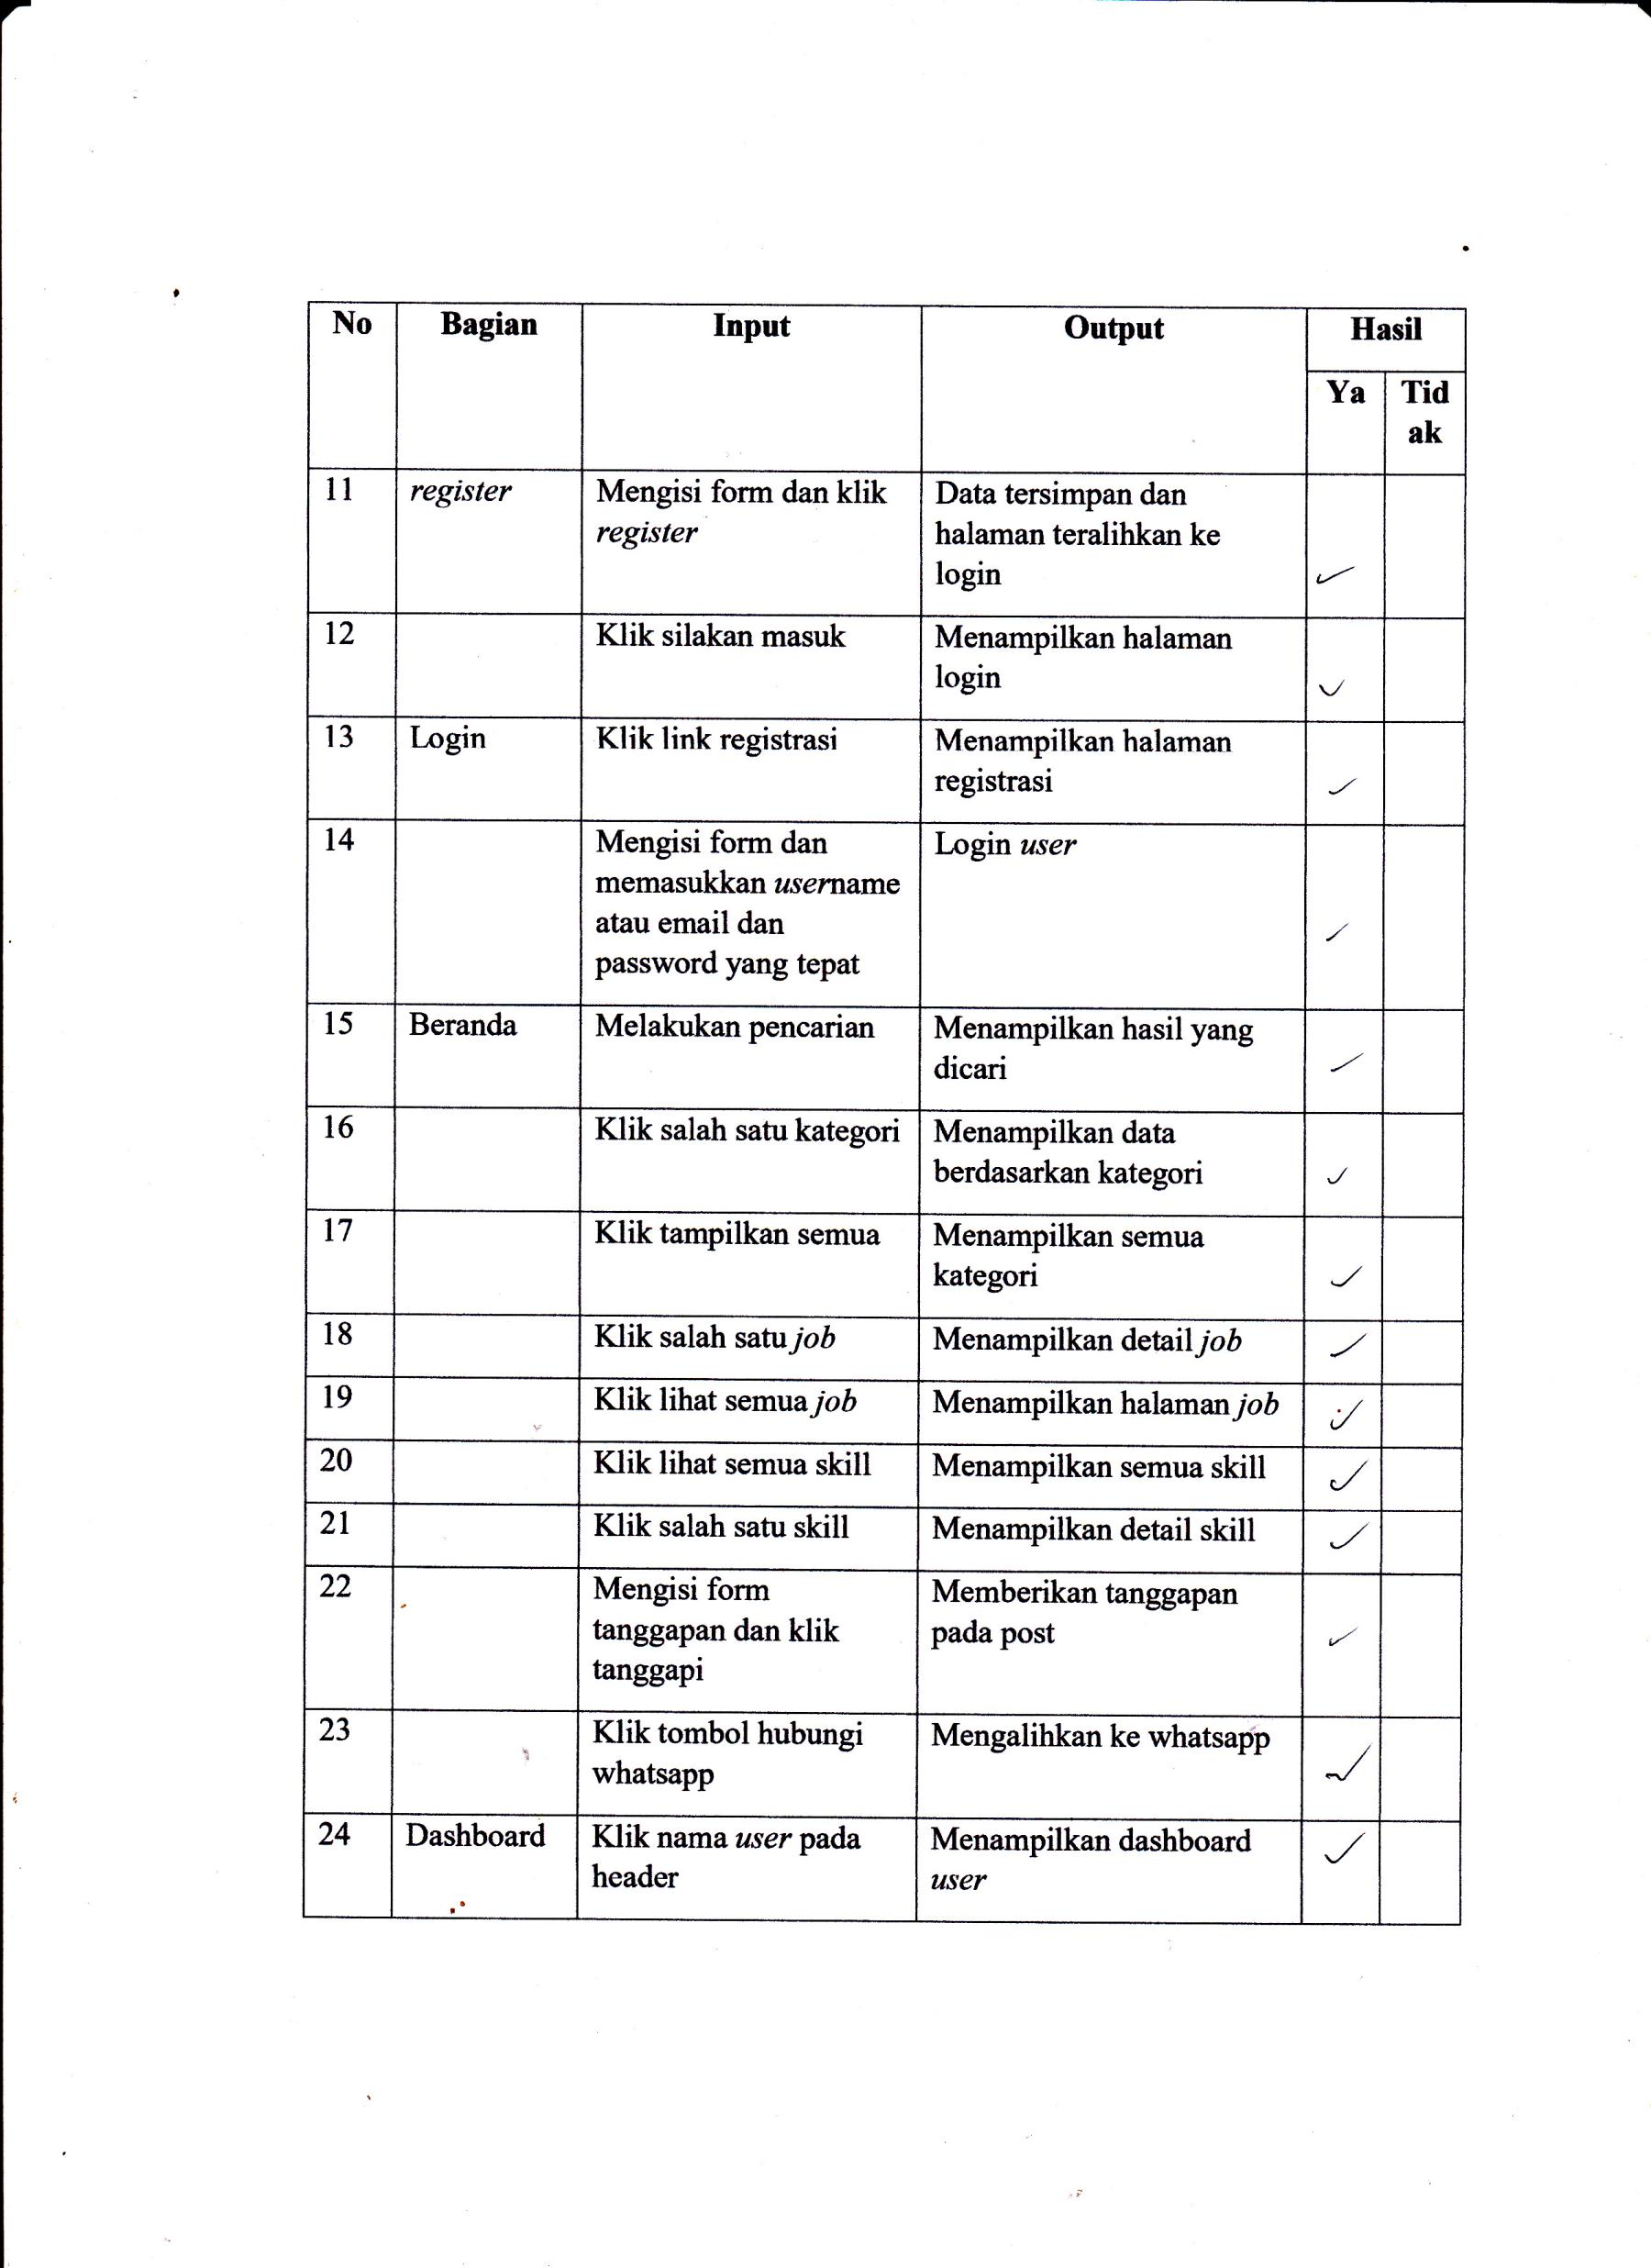 No Bagian Input Output Hasil
Ya Tid
ak
11 register Mengisi form dan klik Data tersimpan dan
register halaman teralihkan ke
login ✓
12 Klik silakan masuk Menampilkan halaman
login ✓
13 Login Klik link registrasi Menampilkan halaman
registrasi ✓
14 Mengisi form dan Login user
memasukkan username
atau email dan ✓
password yang tepat
15 Beranda Melakukan pencarian Menampilkan hasil yang
dicari ✓
16 Klik salah satu kategori Menampilkan data
berdasarkan kategori ✓
17 Klik tampilkan semua Menampilkan semua
kategori ✓
18 Klik salah satu job Menampilkan detail job ✓
19 Klik lihat semua job Menampilkan halaman job ✓
20 Klik lihat semua skill Menampilkan semua skill ✓
21 Klik salah satu skill Menampilkan detail skill ✓
22 Mengisi form Memberikan tanggapan
tanggapan dan klik pada post ✓
tanggapi
23 Klik tombol hubungi Mengalihkan ke whatsapp
whatsapp ✓
24 Dashboard Klik nama user pada Menampilkan dashboard ✓
header user